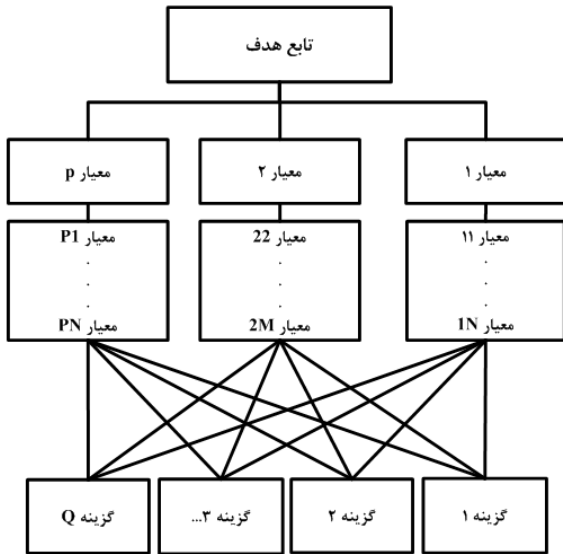 تابع هدف
معیار ۱
معیار ۲
معیار p
معیار ۱۱
.
.
.
معیار 1N
معیار 22
.
.
.
معیار 2M
معیار P1
.
.
.
معیار PN
گزینه ۱
گزینه ۲
گزینه ۳...
گزینه Q